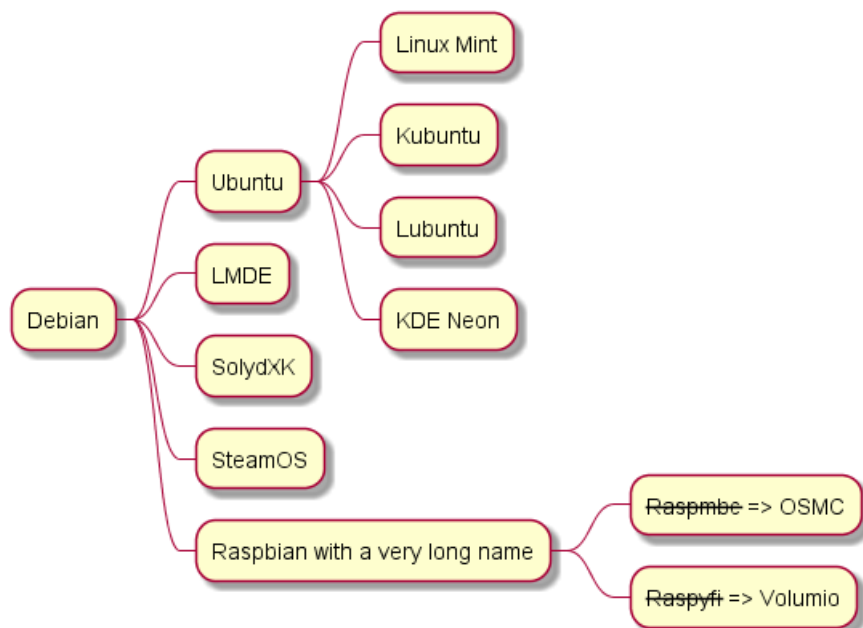 Debian
Ubuntu
Linux Mint
Kubuntu
Lubuntu
KDE Neon
LMDE
SolydXK
SteamOS
Raspbian with a very long name
Raspmbc => OSMC
Raspyfi => Volumio